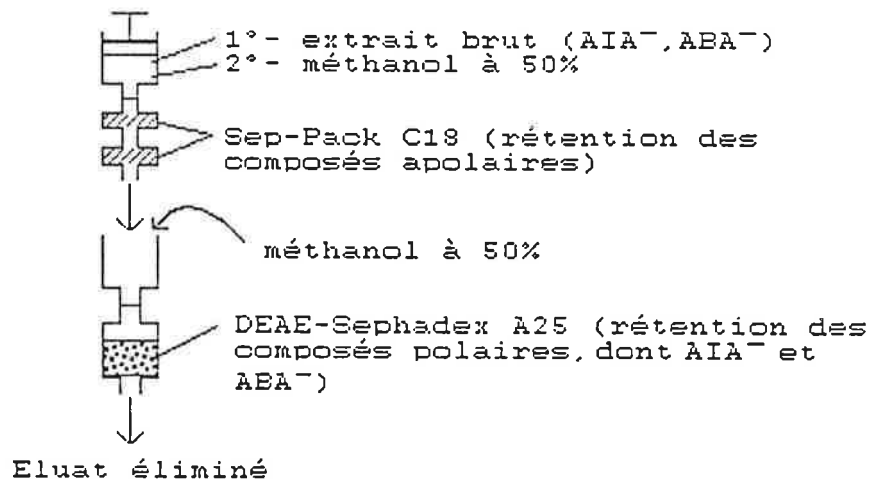 1°- extrait brut (AIA⁻,ABA⁻)
2°- méthanol à 50%
Sep-Pack C18 (rétention des
composés apolaires)
méthanol à 50%
DEAE-Sephadex A25 (rétention des
composés polaires, dont AIA⁻ et
ABA⁻)
Eluat éliminé